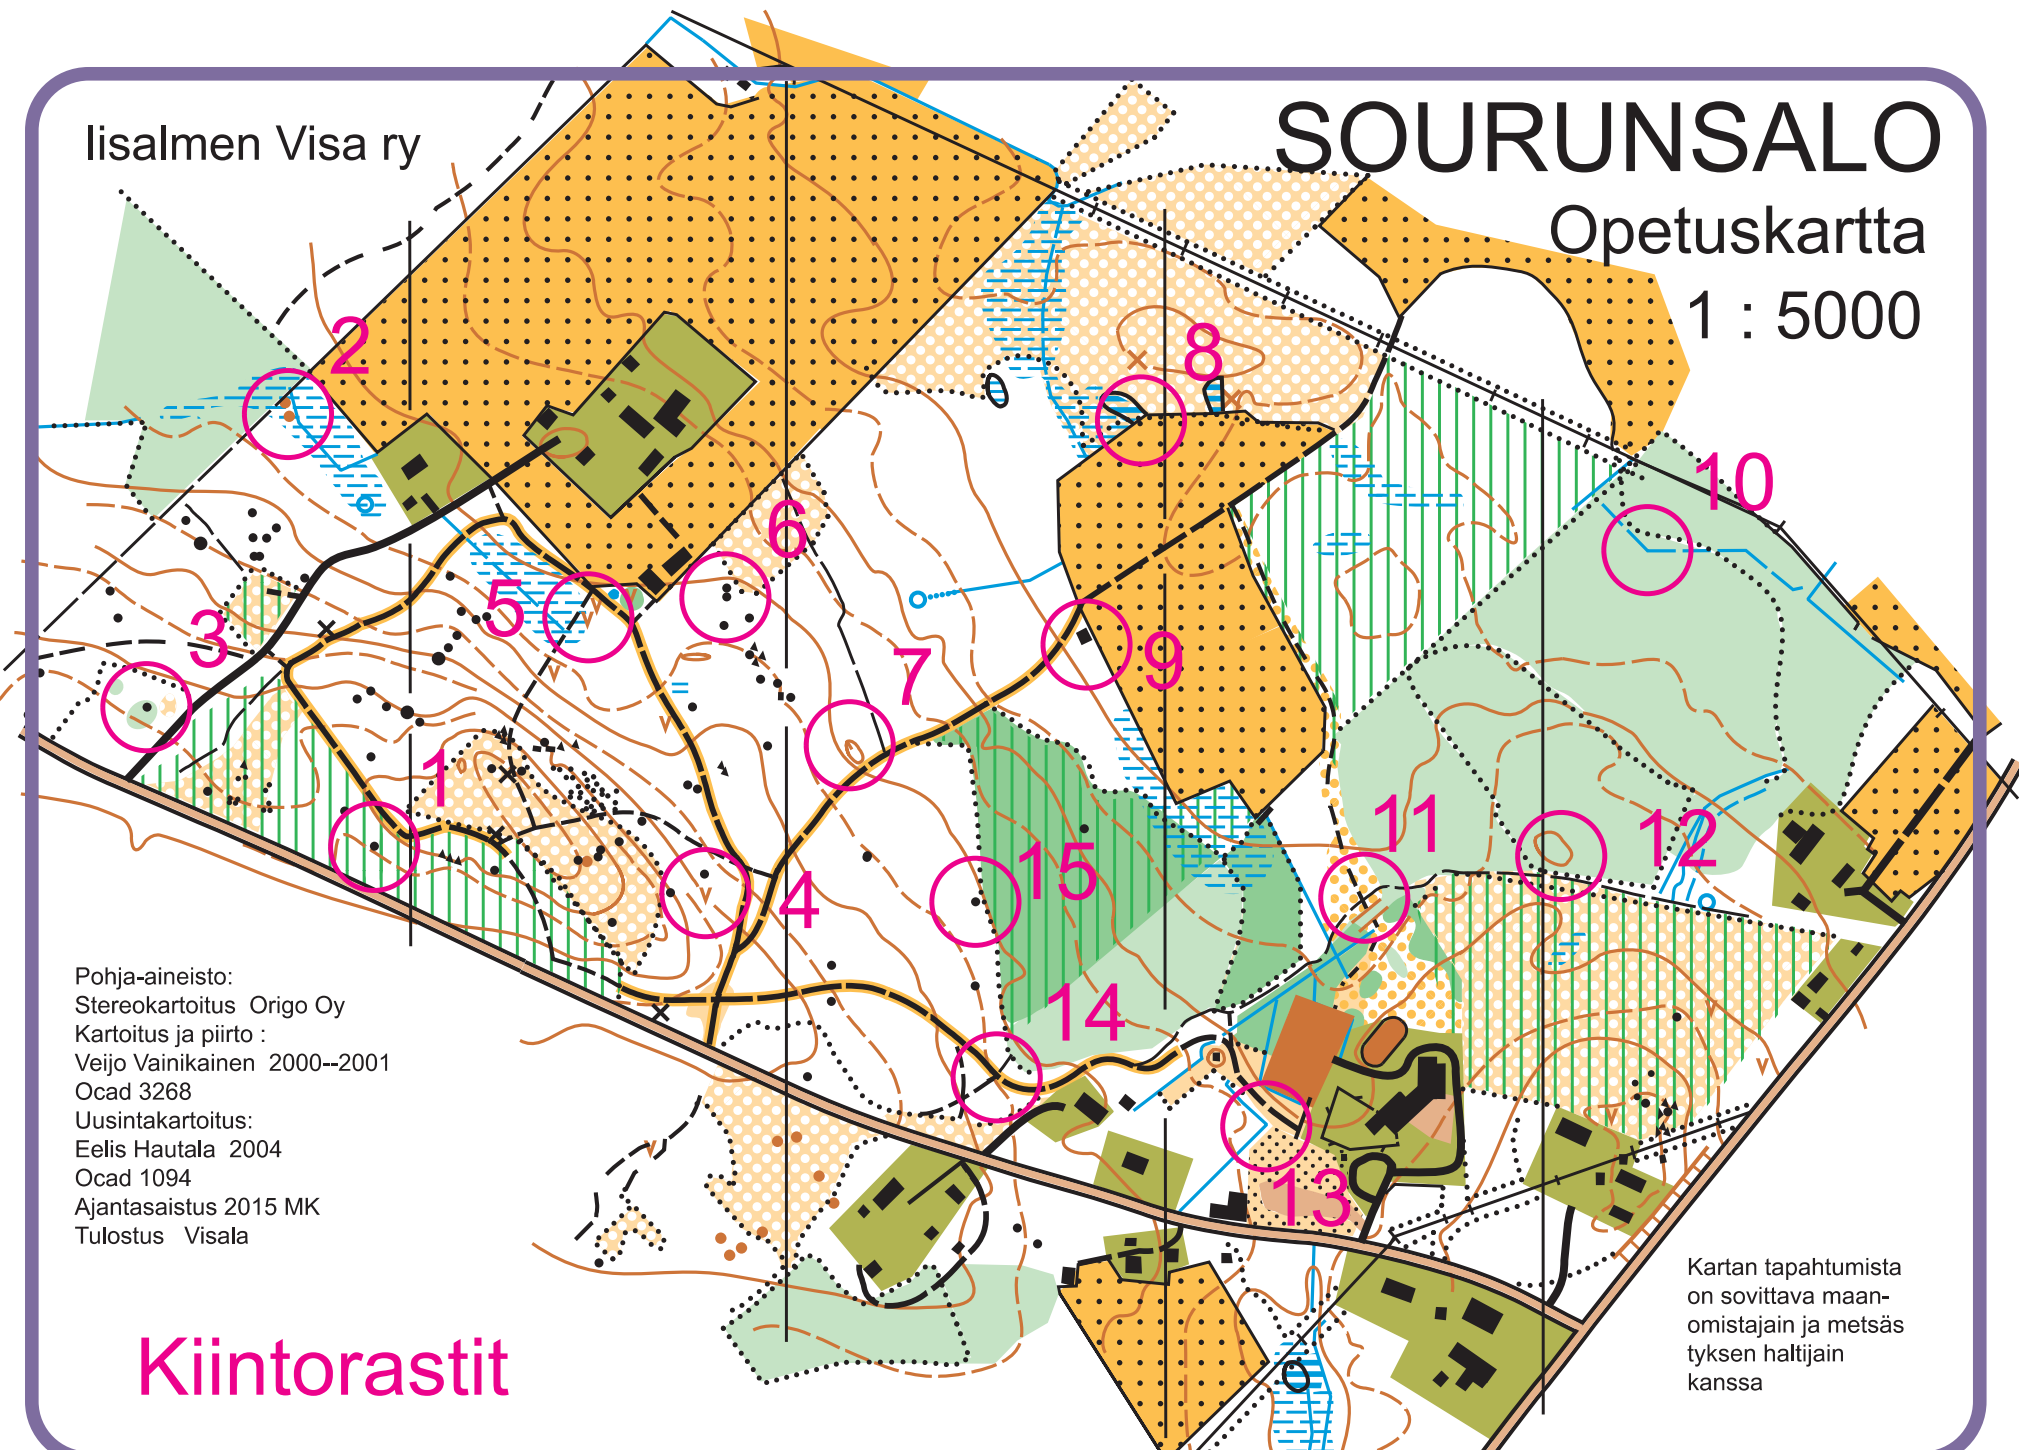 Iisalmen Visa ry
SOURUNSALO
Opetuskartta
1 : 5000
2
8
10
6
5
3
7
9
1
11
12
15
4
14
13
Pohja-aineisto:
Stereokartoitus Origo Oy
Kartoitus ja piirto :
Veijo Vainikainen 2000--2001
Ocad 3268
Uusintakartoitus:
Eelis Hautala 2004
Ocad 1094
Ajantasaistus 2015 MK
Tulostus Visala
Kartan tapahtumista
on sovittava maan-
omistajain ja metsäs
tyksen haltijain
kanssa
Kiintorastit